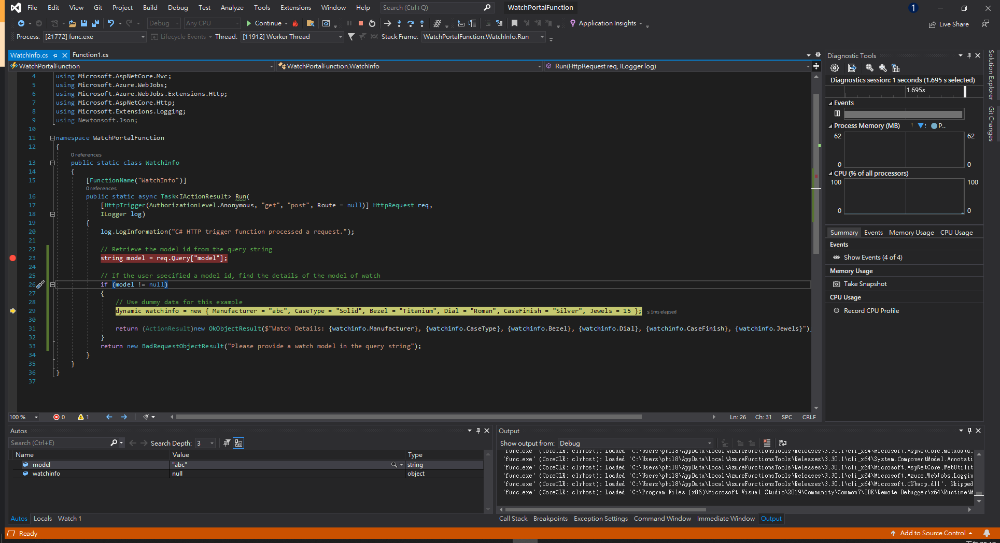 File Edit View Git Project Build Debug Test Analyze Tools Extensions Window Help Search (Ctrl+Q) WatchPortalFunction 1
Debug Any CPU Continue Application Insights Live Share
Process: [21772] func.exe Lifecycle Events Thread: [11912] Worker Thread Stack Frame: WatchPortalFunction.WatchInfo.Run
WatchInfo.cs Function1.cs
WatchPortalFunction WatchPortalFunction.WatchInfo Run(HttpRequest req, ILogger log)
4 using Microsoft.AspNetCore.Mvc;
5 using Microsoft.Azure.WebJobs;
6 using Microsoft.Azure.WebJobs.Extensions.Http;
7 using Microsoft.AspNetCore.Http;
8 using Microsoft.Extensions.Logging;
9 using Newtonsoft.Json;
10
11 namespace WatchPortalFunction
12 {
0 references
13 public static class WatchInfo
14 {
15 [FunctionName("WatchInfo")]
0 references
16 public static async Task<IActionResult> Run(
17 [HttpTrigger(AuthorizationLevel.Anonymous, "get", "post", Route = null)] HttpRequest req,
18 ILogger log)
19 {
20 log.LogInformation("C# HTTP trigger function processed a request.");
21
22 // Retrieve the model id from the query string
23 string model = req.Query["model"];
24
25 // If the user specified a model id, find the details of the model of watch
26 if (model != null)
27 {
28 // Use dummy data for this example
29 dynamic watchinfo = new { Manufacturer = "abc", CaseType = "Solid", Bezel = "Titanium", Dial = "Roman", CaseFinish = "Silver", Jewels = 15 }; ≤ 1ms elapsed
30
31 return (ActionResult)new OkObjectResult($"Watch Details: {watchinfo.Manufacturer}, {watchinfo.CaseType}, {watchinfo.Bezel}, {watchinfo.Dial}, {watchinfo.CaseFinish}, {watchinfo.Jewels}");
32 }
33 return new BadRequestObjectResult("Please provide a watch model in the query string");
34 }
35 }
36 }
37
100 % 0 1 Ln: 26 Ch: 31 SPC CRLF
Diagnostic Tools
Diagnostics session: 1 seconds (1.695 s selected)
1.695s
Events
Process Memory (MB) P...
62 62
0 0
CPU (% of all processors)
100 100
0 0
Summary Events Memory Usage CPU Usage
Events
Show Events (4 of 4)
Memory Usage
Take Snapshot
CPU Usage
Record CPU Profile
Solution Explorer
Git Changes
Autos
Search (Ctrl+E) Search Depth: 3
Name Value Type
model "abc" string
watchinfo null object
Autos Locals Watch 1
Output
Show output from: Debug
'func.exe' (CoreCLR: clrhost): Loaded 'C:\Users\phil8\AppData\Local\AzureFunctionsTools\Releases\3.30.1\cli_x64\Microsoft.AspNetCore.Metadata.
'func.exe' (CoreCLR: clrhost): Loaded 'C:\Users\phil8\AppData\Local\AzureFunctionsTools\Releases\3.30.1\cli_x64\System.ComponentModel.Annotati
'func.exe' (CoreCLR: clrhost): Loaded 'C:\Users\phil8\AppData\Local\AzureFunctionsTools\Releases\3.30.1\cli_x64\Microsoft.AspNetCore.WebUtilit
'func.exe' (CoreCLR: clrhost): Loaded 'C:\Users\phil8\AppData\Local\AzureFunctionsTools\Releases\3.30.1\cli_x64\Microsoft.Azure.WebJobs.Loggin
'func.exe' (CoreCLR: clrhost): Loaded 'C:\Users\phil8\AppData\Local\AzureFunctionsTools\Releases\3.30.1\cli_x64\Microsoft.CSharp.dll'. Skipped
'func.exe' (CoreCLR: clrhost): Loaded 'C:\Program Files (x86)\Microsoft Visual Studio\2019\Community\Common7\IDE\Remote Debugger\x64\Runtime\M
Call Stack Breakpoints Exception Settings Command Window Immediate Window Output
Ready Add to Source Control